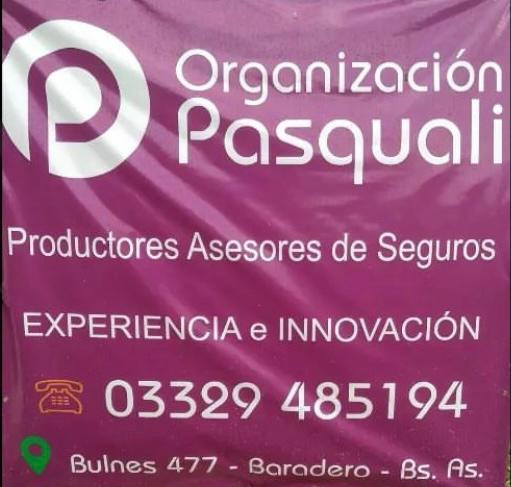 Organización
Pasquali
Productores Asesores de Seguros
EXPERIENCIA e INNOVACIÓN
03329 485194
Bulnes 477 - Baradero - Bs. As.